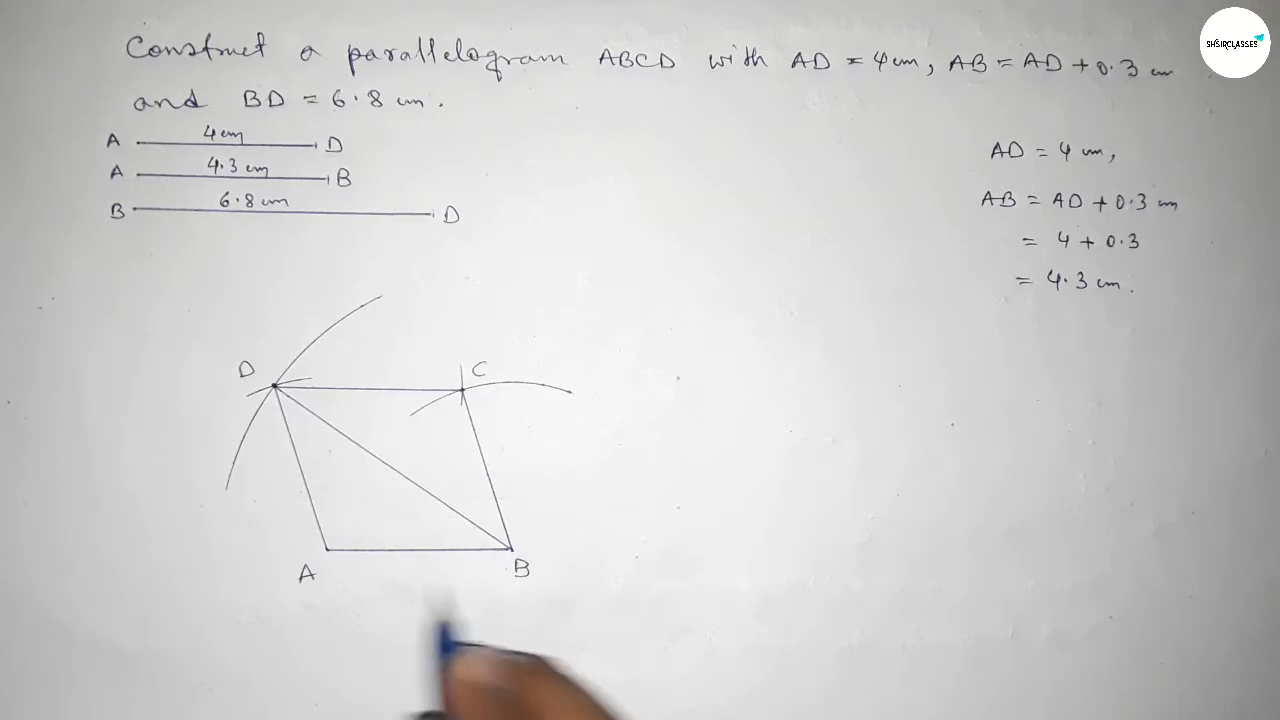 Construct a parallelogram ABCD with AD = 4 cm, AB = AD + 0.3 cm
and BD = 6.8 cm.
A 4 cm D
A 4.3 cm B
B 6.8 cm D
AD = 4 cm,
AB = AD + 0.3 cm
= 4 + 0.3
= 4.3 cm.
D C
A B
SHSIRCLASSES